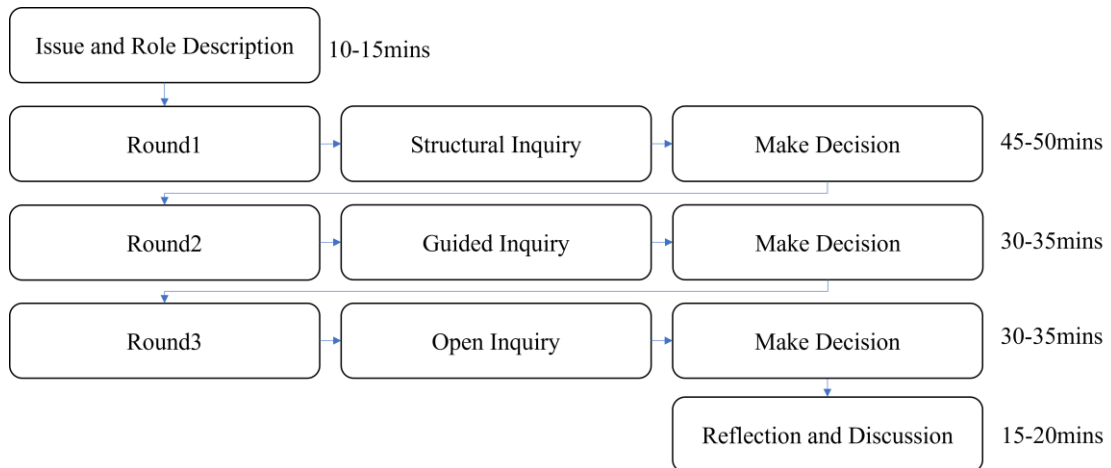 Issue and Role Description
10-15mins
Round1
Structural Inquiry
Make Decision
45-50mins
Round2
Guided Inquiry
Make Decision
30-35mins
Round3
Open Inquiry
Make Decision
30-35mins
Reflection and Discussion
15-20mins